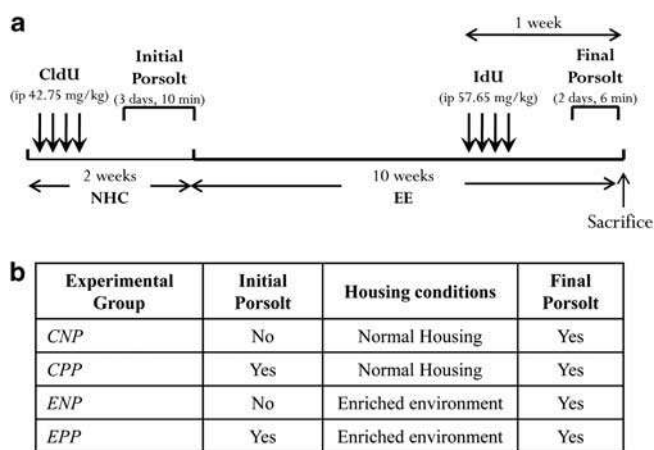 a
1 week
CldU
(ip 42.75 mg/kg)
Initial
Porsolt
(3 days, 10 min)
IdU
(ip 57.65 mg/kg)
Final
Porsolt
(2 days, 6 min)
2 weeks
NHC
10 weeks
EE
Sacrifice
b
Experimental Group Initial Porsolt Housing conditions Final Porsolt
CNP No Normal Housing Yes
CPP Yes Normal Housing Yes
ENP No Enriched environment Yes
EPP Yes Enriched environment Yes